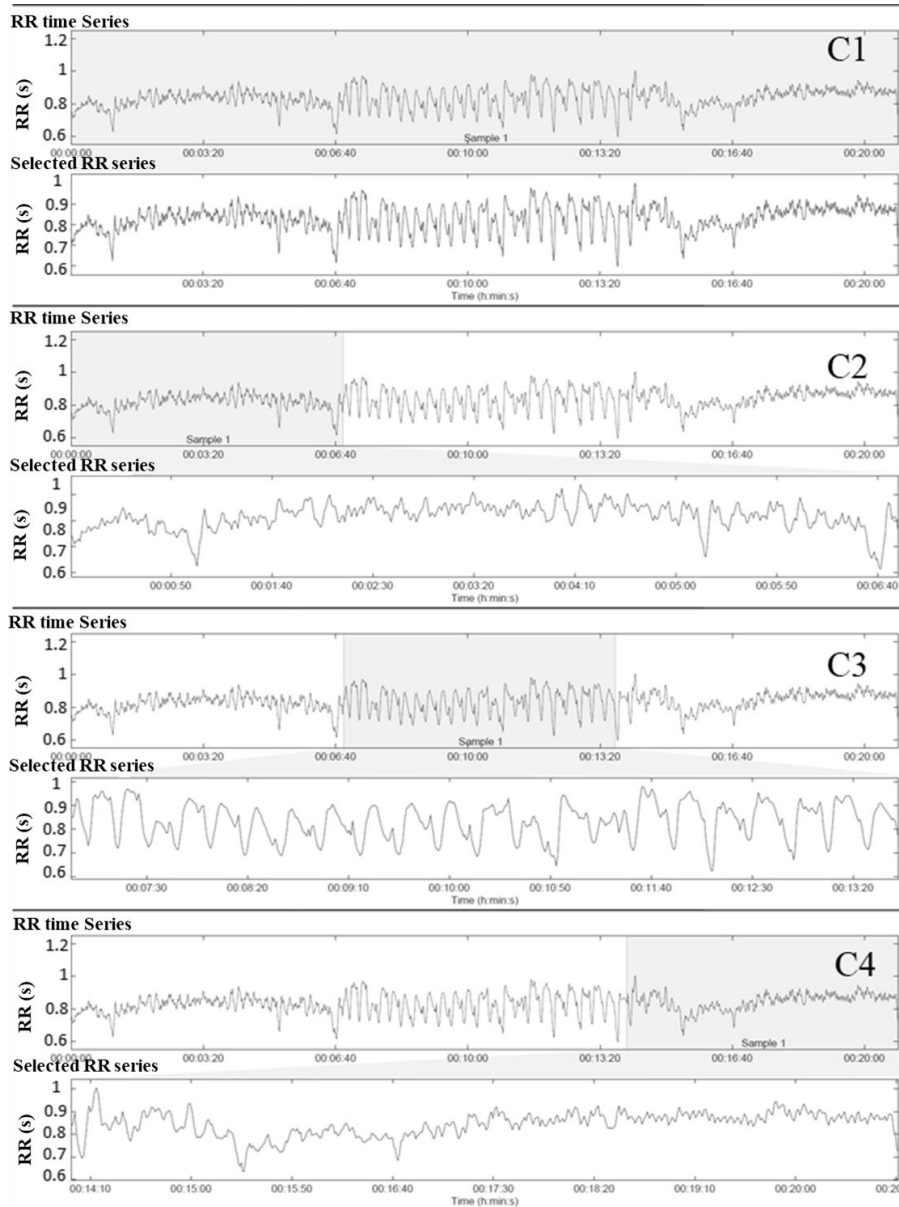 RR time Series
C1
1.2
1
0.8
0.6
RR (s)
Sample 1
00:00:00 00:03:20 00:06:40 00:10:00 00:13:20 00:16:40 00:20:00
Selected RR series
1
0.9
0.8
0.7
0.6
RR (s)
00:03:20 00:06:40 00:10:00 00:13:20 00:16:40 00:20:00
Time (h:min:s)
RR time Series
C2
1.2
1
0.8
0.6
RR (s)
Sample 1
00:00:00 00:03:20 00:06:40 00:10:00 00:13:20 00:16:40 00:20:00
Selected RR series
1
0.9
0.8
0.7
0.6
RR (s)
00:00:50 00:01:40 00:02:30 00:03:20 00:04:10 00:05:00 00:05:50 00:06:40
Time (h:min:s)
RR time Series
C3
1.2
1
0.8
0.6
RR (s)
Sample 1
00:00:00 00:03:20 00:06:40 00:10:00 00:13:20 00:16:40 00:20:00
Selected RR series
1
0.9
0.8
0.7
0.6
RR (s)
00:07:30 00:08:20 00:09:10 00:10:00 00:10:50 00:11:40 00:12:30 00:13:20
Time (h:min:s)
RR time Series
C4
1.2
1
0.8
0.6
RR (s)
Sample 1
00:00:00 00:03:20 00:06:40 00:10:00 00:13:20 00:16:40 00:20:00
Selected RR series
1
0.9
0.8
0.7
0.6
RR (s)
00:14:10 00:15:00 00:15:50 00:16:40 00:17:30 00:18:20 00:19:10 00:20:00 00:20
Time (h:min:s)